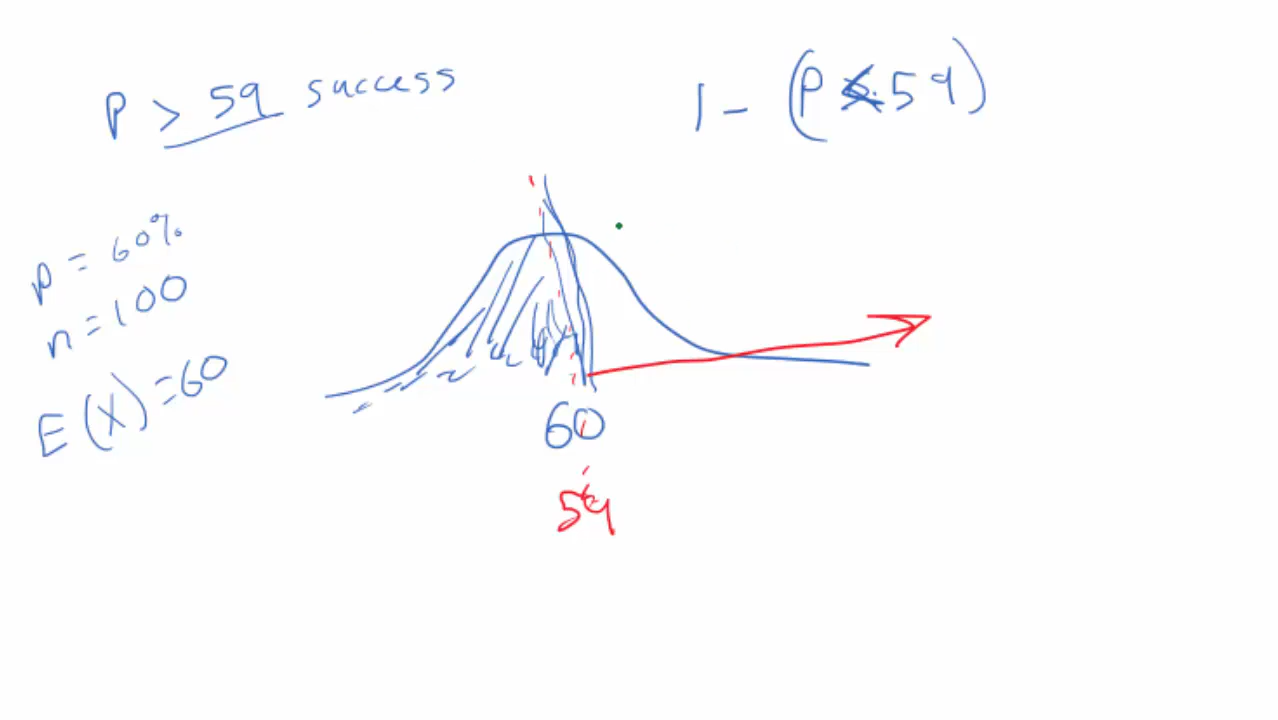 P > 59 success
1 - (P ≤ 59)
p = 60%
n = 100
E(X) = 60
60
59